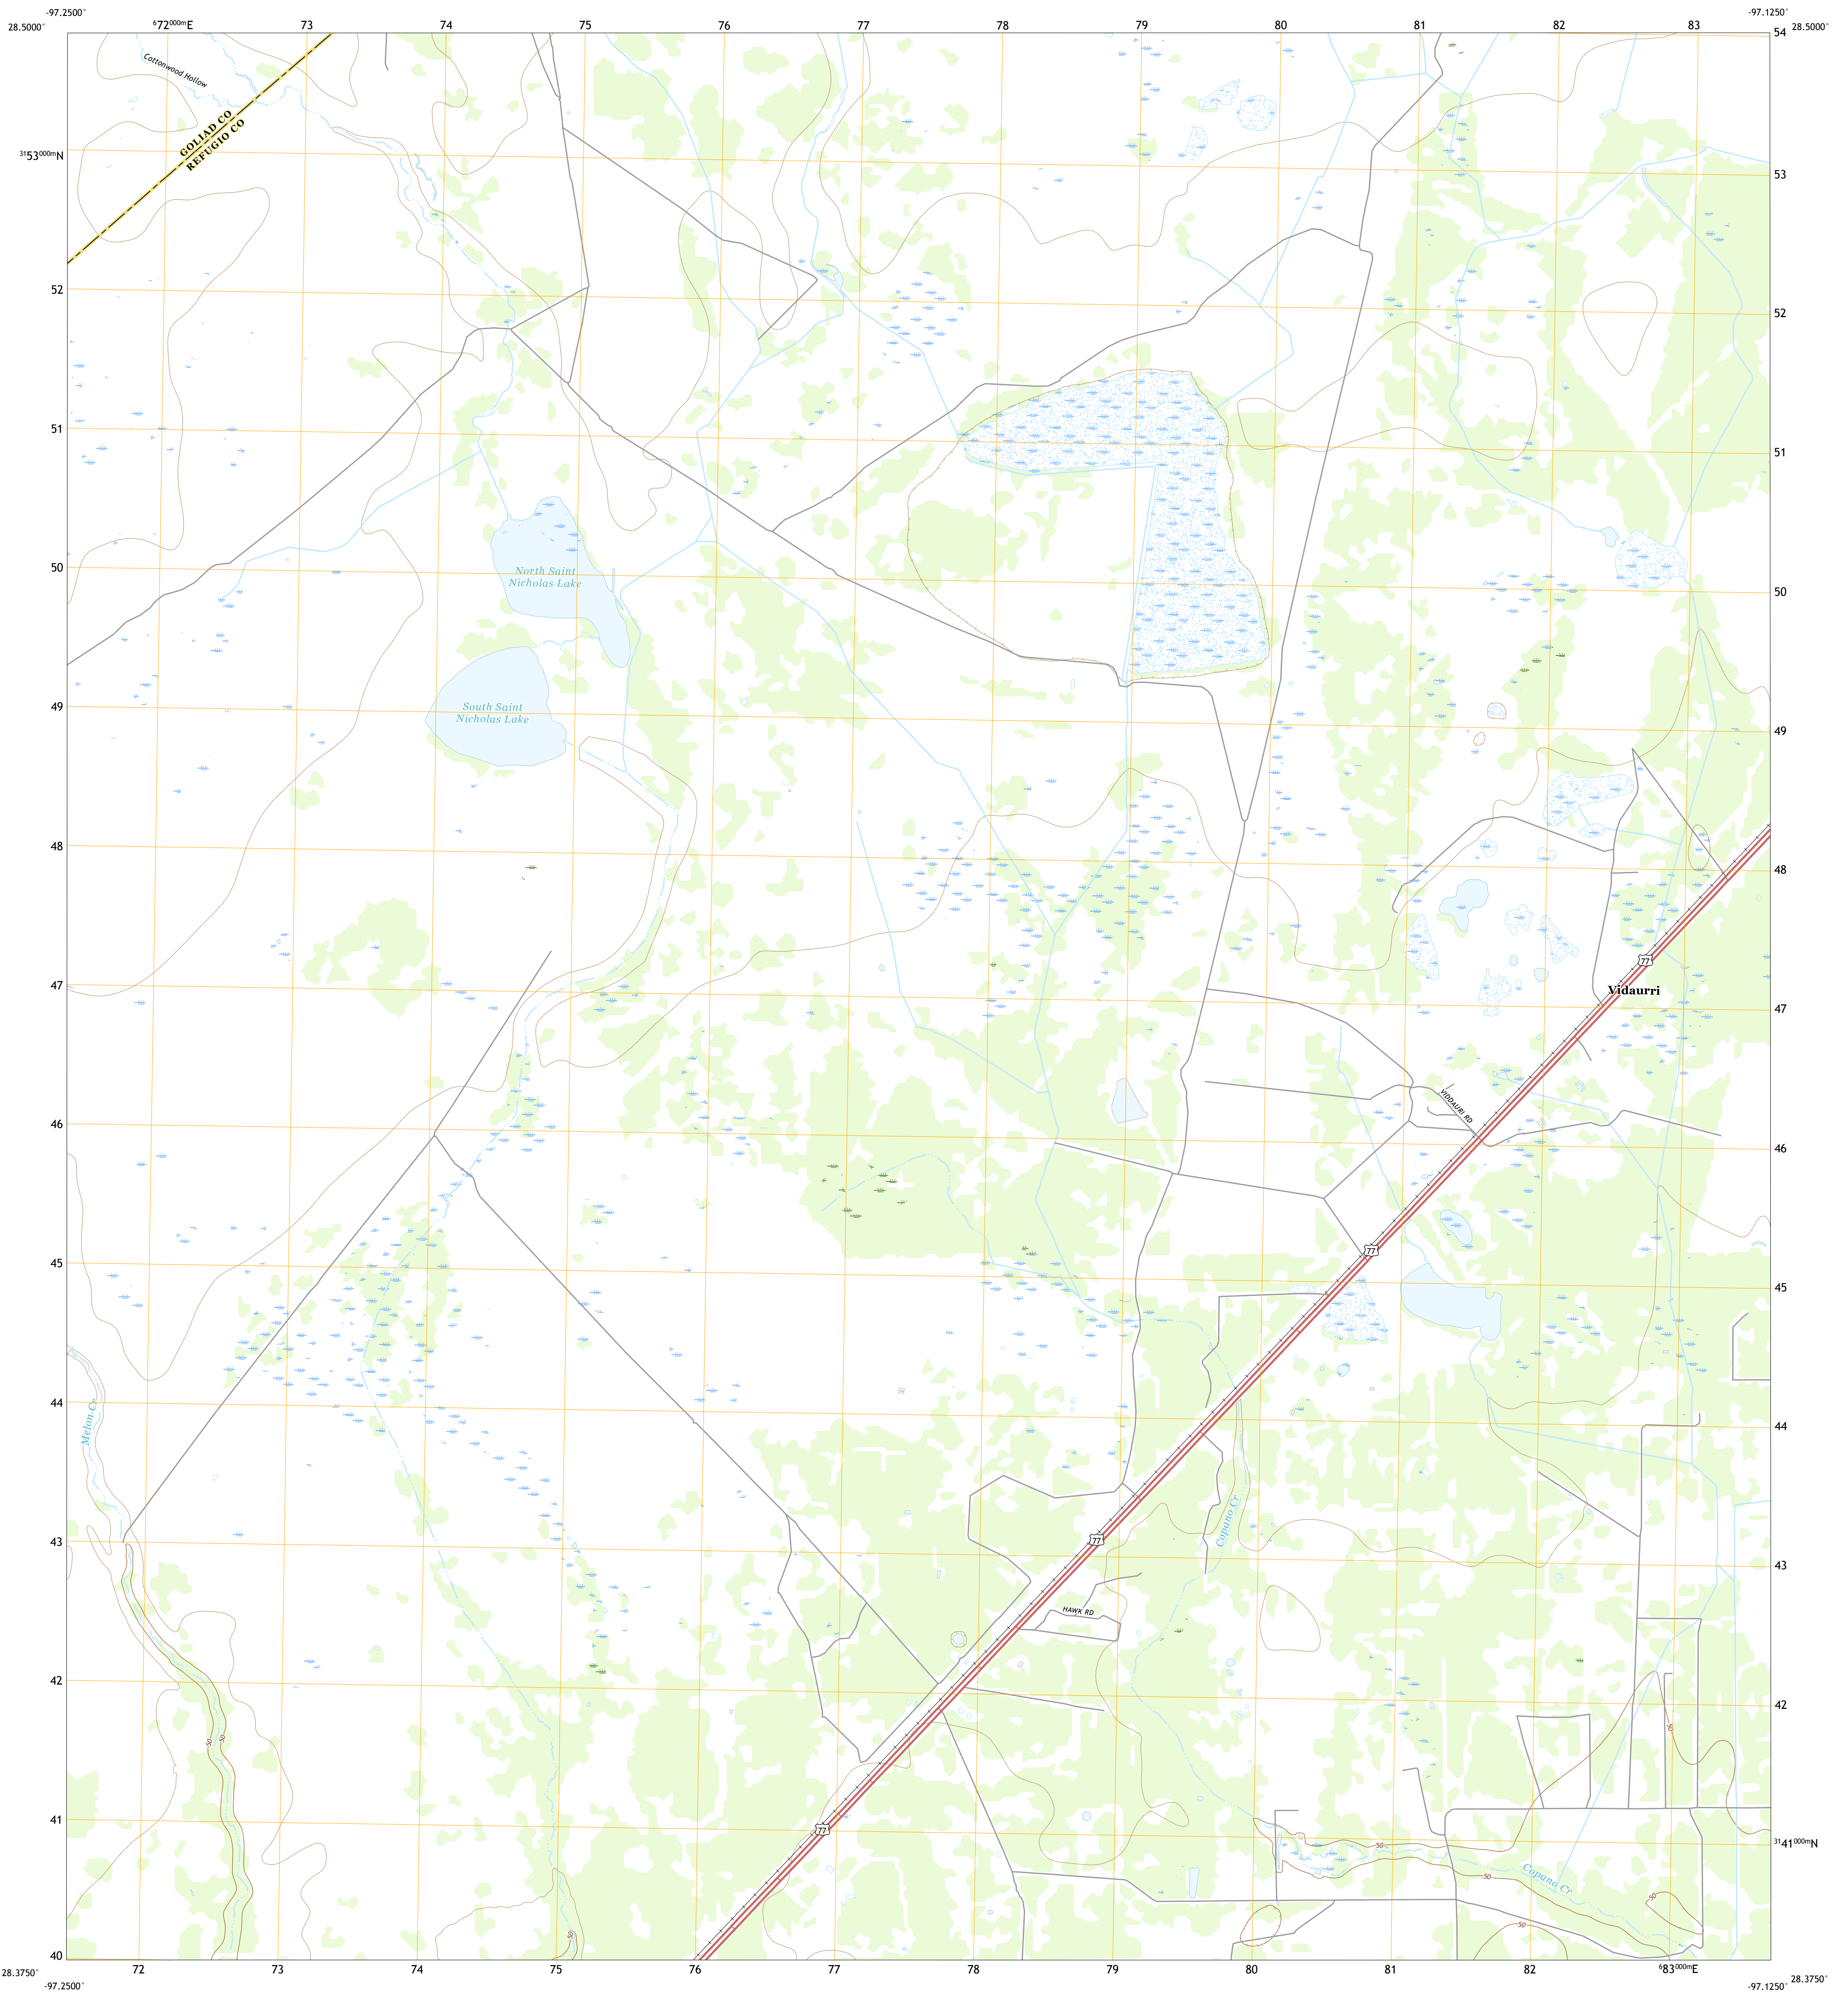 -97.2500°
-97.1250°
28.5000°
⁶72⁰⁰⁰ᵐE 73 74 75 76 77 78 79 80 81 82 83
54 28.5000°
Cottonwood Hollow
GOLIAD CO
REFUGIO CO
³¹53⁰⁰⁰ᵐN
53
52
52
51
51
50
50
North Saint
Nicholas Lake
49
49
South Saint
Nicholas Lake
48
48
47
47
77
Vidaurri
46
46
VIDDAURI RD
45
45
77
44
44
Melon Cr
Copano Cr
43
43
77
HAWK RD
42
42
50
50
50
41
³¹41⁰⁰⁰ᵐN
77
50
50
Copano Cr
50
50
50
40
72 73 74 75 76 77 78 79 80 81 82 ⁶83⁰⁰⁰ᵐE
28.3750°
28.3750°
-97.2500°
-97.1250°